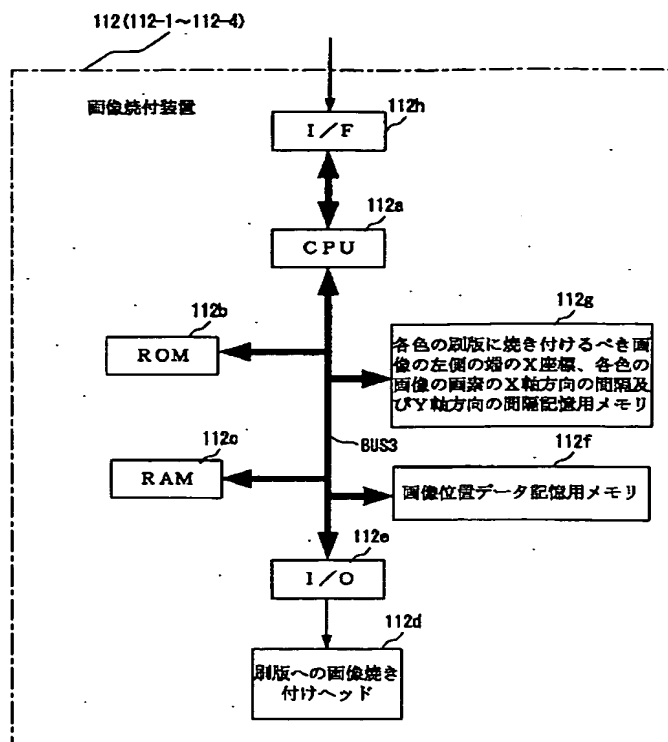 112(112-1～112-4)
画像焼付装置
I／F
112h
112a
CPU
112b
ROM
112g
各色の刷版に焼き付けるべき画
像の左側の端のX座標、各色の
画像の画素のX軸方向の間隔及
びY軸方向の間隔記憶用メモリ
BUS3
112c
RAM
112f
画像位置データ記憶用メモリ
112e
I／O
112d
刷版への画像焼き
付けヘッド